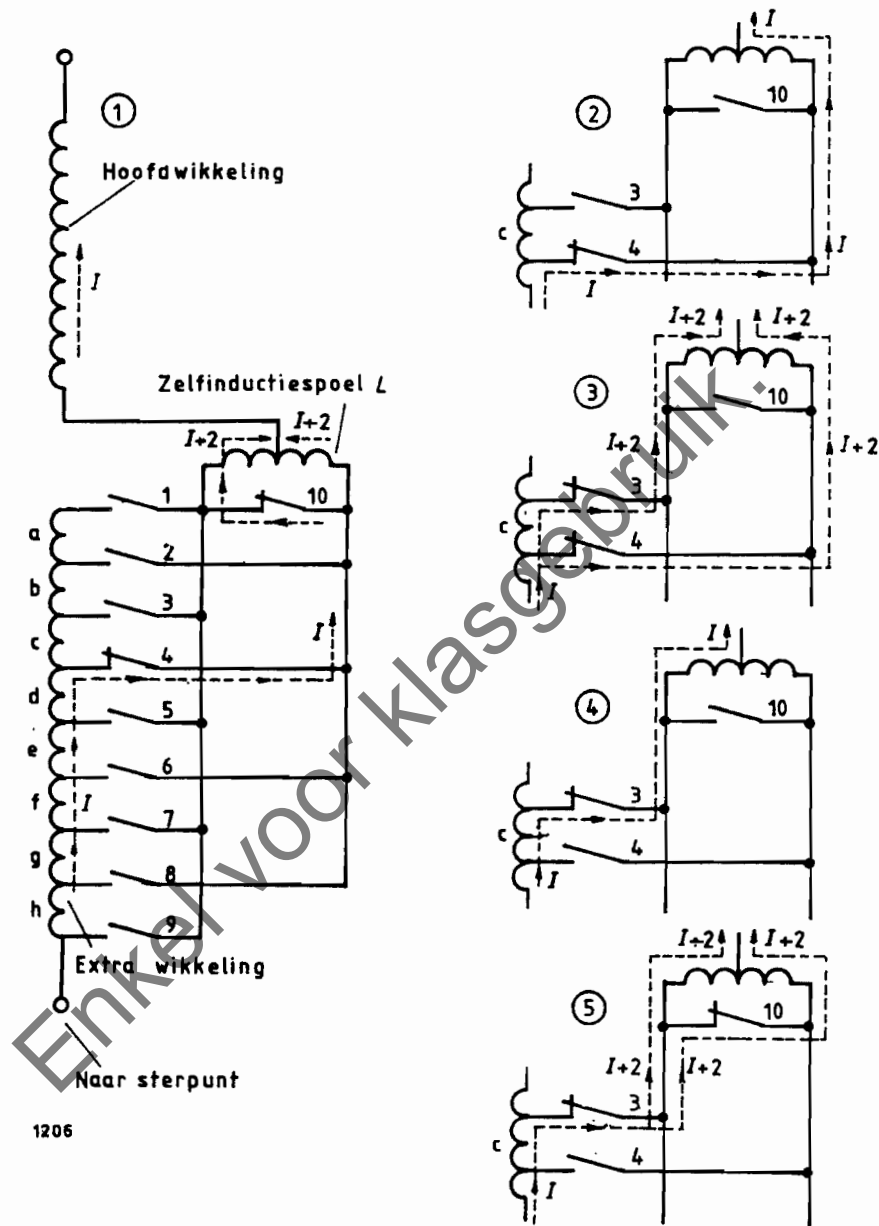 1
Hoofdwikkeling
I
Zelfinductiespoel L
I÷2
I÷2
1
10
a
2
b
3
c
I
4
d
5
e
6
f
I
7
g
8
h
9
Extra wikkeling
Naar sterpunt
1206
I
2
10
3
c
4
I
I
I÷2
I÷2
3
10
I÷2
I÷2
3
c
4
I
I
4
10
3
c
4
I
I÷2
I÷2
5
10
I÷2
I÷2
3
c
4
I
Enkel voor klasgebruik.